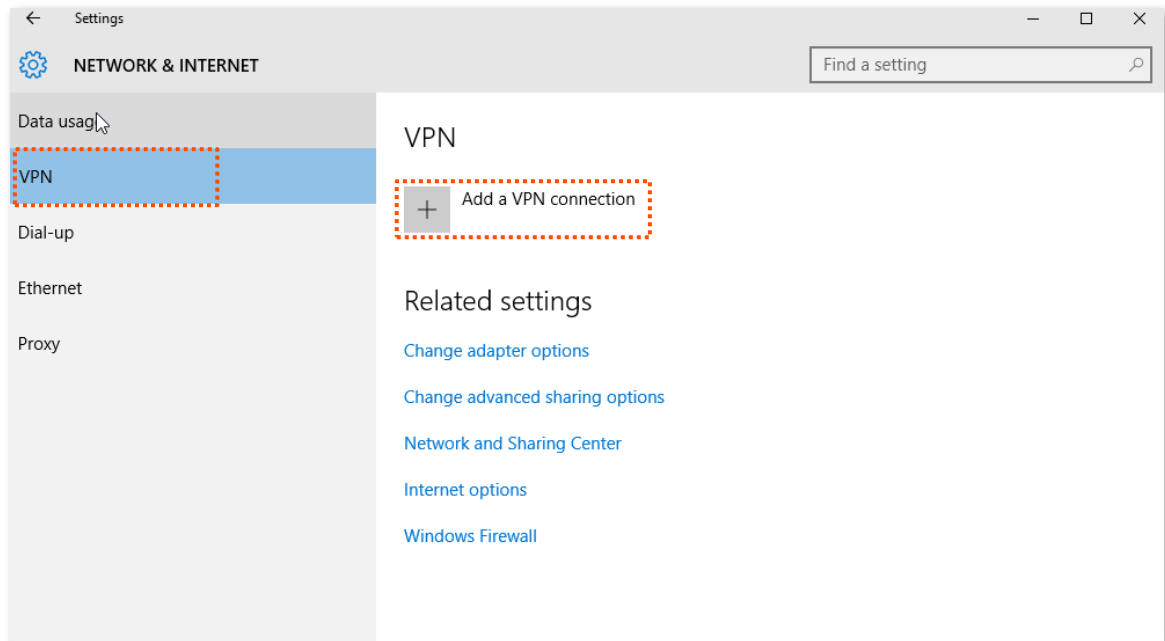 Settings
NETWORK & INTERNET
Find a setting
Data usag
VPN
Dial-up
Ethernet
Proxy
VPN
Add a VPN connection
Related settings
Change adapter options
Change advanced sharing options
Network and Sharing Center
Internet options
Windows Firewall